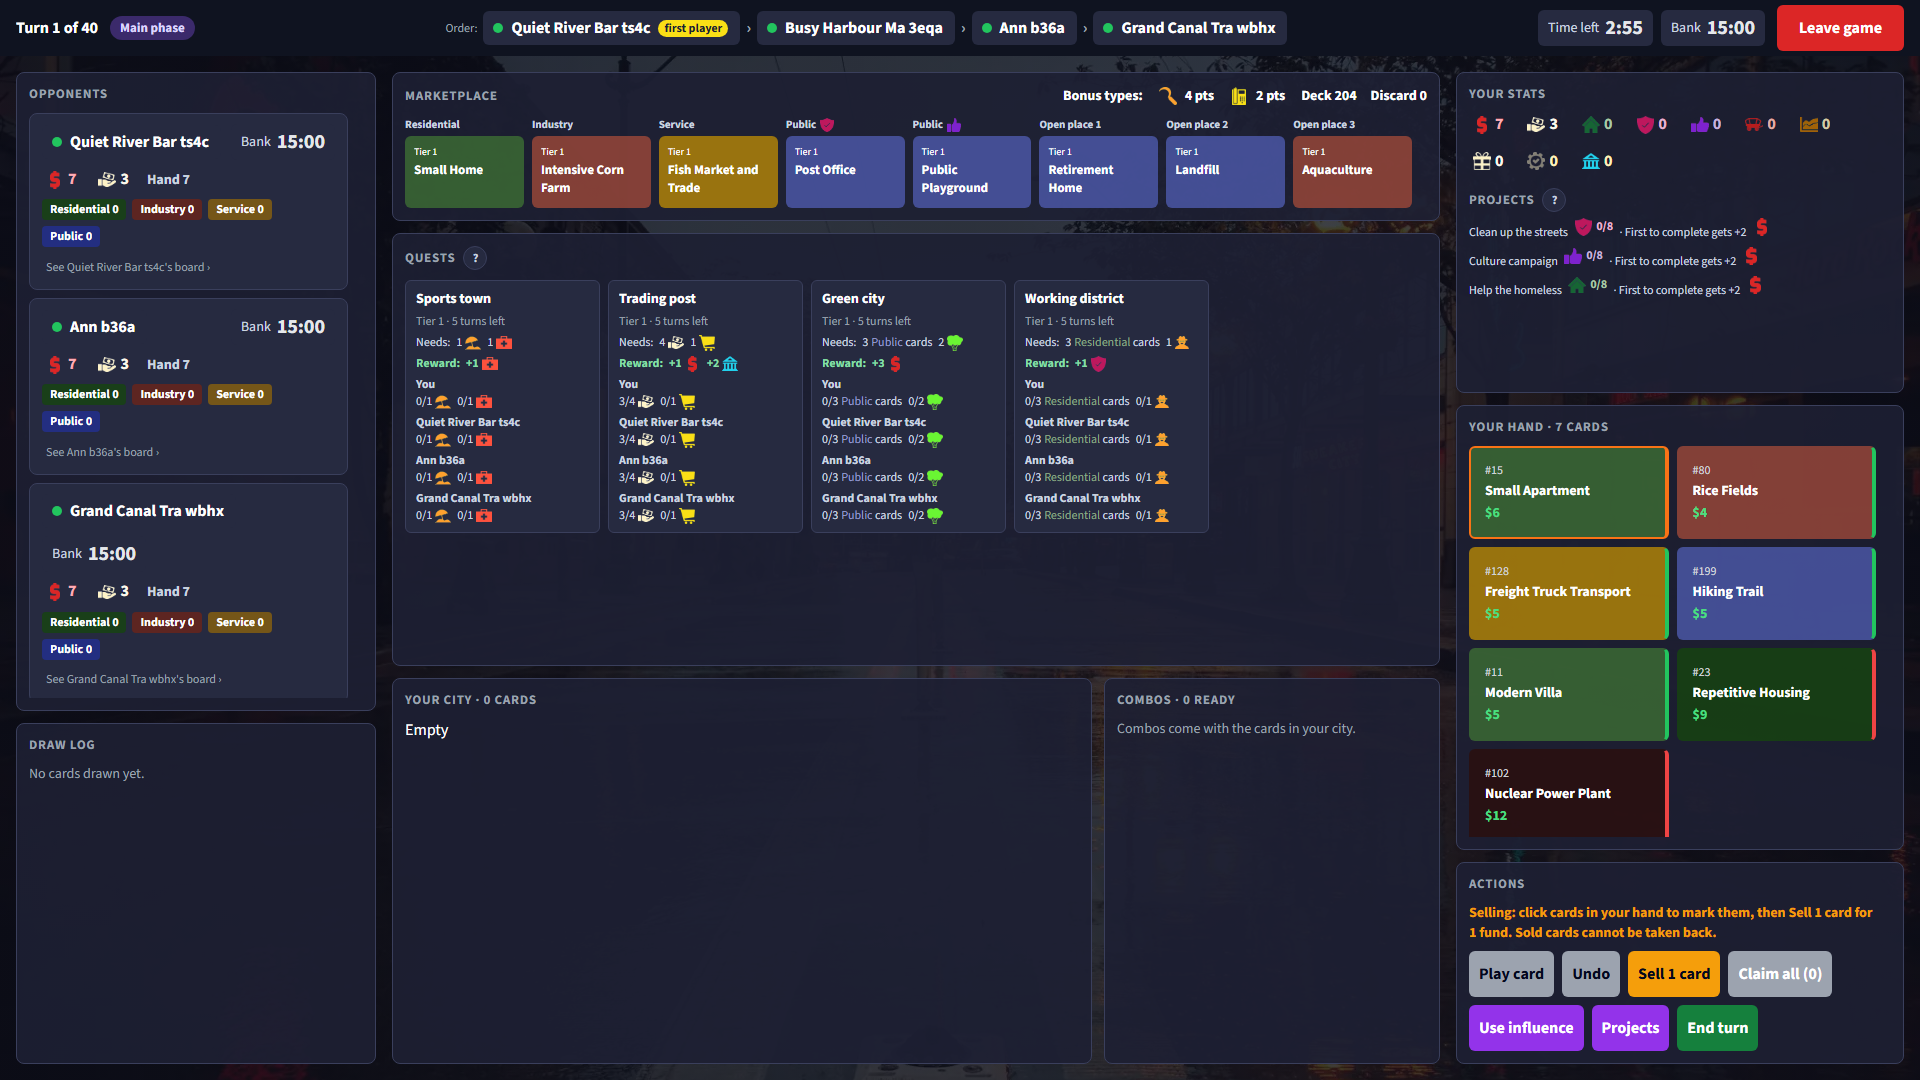 Turn 1 of 40
Main phase
Order:
Quiet River Bar ts4c
first player
›
Busy Harbour Ma 3eqa
›
Ann b36a
›
Grand Canal Tra wbhx
Time left 2:55
Bank 15:00
Leave game
OPPONENTS
Quiet River Bar ts4c
Bank 15:00
7 3 Hand 7
Residential 0 Industry 0 Service 0
Public 0
See Quiet River Bar ts4c's board ›
Ann b36a
Bank 15:00
7 3 Hand 7
Residential 0 Industry 0 Service 0
Public 0
See Ann b36a's board ›
Grand Canal Tra wbhx
Bank 15:00
7 3 Hand 7
Residential 0 Industry 0 Service 0
Public 0
See Grand Canal Tra wbhx's board ›
DRAW LOG
No cards drawn yet.
MARKETPLACE
Bonus types: 4 pts 2 pts Deck 204 Discard 0
Residential
Tier 1
Small Home
Industry
Tier 1
Intensive Corn
Farm
Service
Tier 1
Fish Market and
Trade
Public
Tier 1
Post Office
Public
Tier 1
Public
Playground
Open place 1
Tier 1
Retirement
Home
Open place 2
Tier 1
Landfill
Open place 3
Tier 1
Aquaculture
QUESTS ?
Sports town
Tier 1 · 5 turns left
Needs: 1 1
Reward: +1
You
0/1 0/1
Quiet River Bar ts4c
0/1 0/1
Ann b36a
0/1 0/1
Grand Canal Tra wbhx
0/1 0/1
Trading post
Tier 1 · 5 turns left
Needs: 4 1
Reward: +1 +2
You
3/4 0/1
Quiet River Bar ts4c
3/4 0/1
Ann b36a
3/4 0/1
Grand Canal Tra wbhx
3/4 0/1
Green city
Tier 1 · 5 turns left
Needs: 3 Public cards 2
Reward: +3
You
0/3 Public cards 0/2
Quiet River Bar ts4c
0/3 Public cards 0/2
Ann b36a
0/3 Public cards 0/2
Grand Canal Tra wbhx
0/3 Public cards 0/2
Working district
Tier 1 · 5 turns left
Needs: 3 Residential cards 1
Reward: +1
You
0/3 Residential cards 0/1
Quiet River Bar ts4c
0/3 Residential cards 0/1
Ann b36a
0/3 Residential cards 0/1
Grand Canal Tra wbhx
0/3 Residential cards 0/1
YOUR CITY · 0 CARDS
Empty
COMBOS · 0 READY
Combos come with the cards in your city.
YOUR STATS
7 3 0 0 0 0 0
0 0 0
PROJECTS ?
Clean up the streets 0/8 · First to complete gets +2
Culture campaign 0/8 · First to complete gets +2
Help the homeless 0/8 · First to complete gets +2
YOUR HAND · 7 CARDS
#15
Small Apartment
$6
#80
Rice Fields
$4
#128
Freight Truck Transport
$5
#199
Hiking Trail
$5
#11
Modern Villa
$5
#23
Repetitive Housing
$9
#102
Nuclear Power Plant
$12
ACTIONS
Selling: click cards in your hand to mark them, then Sell 1 card for
1 fund. Sold cards cannot be taken back.
Play card
Undo
Sell 1 card
Claim all (0)
Use influence
Projects
End turn